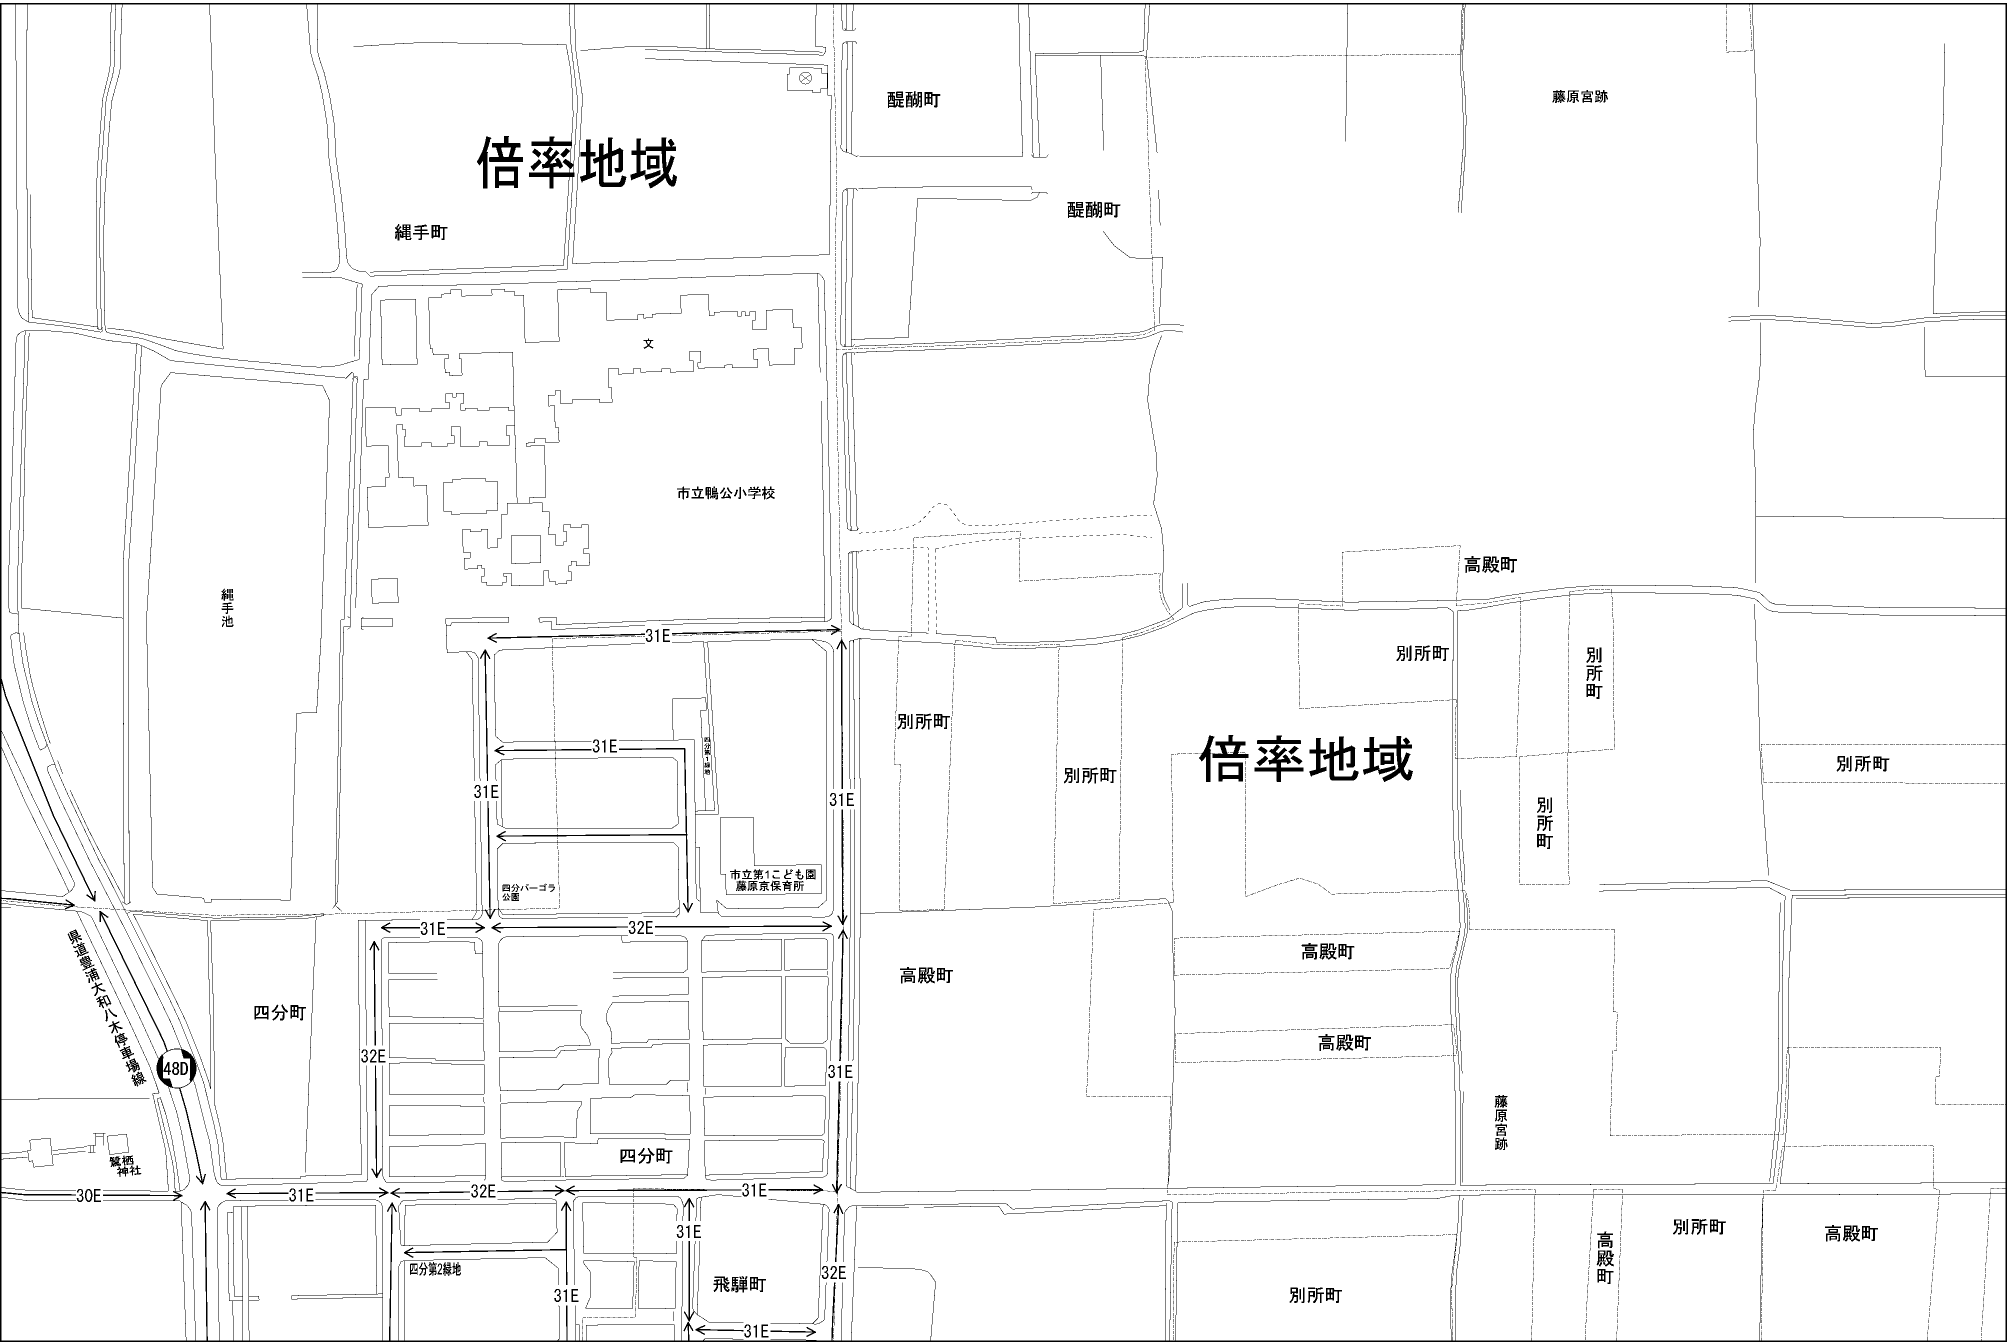 醍醐町
藤原宮跡
倍率地域
醍醐町
縄手町
文
市立鴨公小学校
高殿町
縄手池
31E
別所町
別所町
別所町
31E
四分第1緑地
倍率地域
別所町
別所町
31E
31E
別所町
市立第1こども園
藤原京保育所
四分パーゴラ
公園
31E
32E
県道豊浦大和八木停車場線
高殿町
高殿町
四分町
高殿町
32E
48D
31E
藤原宮跡
四分町
鷺栖
神社
30E
31E
32E
31E
31E
別所町
高殿町
高殿町
四分第2緑地
32E
飛騨町
31E
別所町
31E